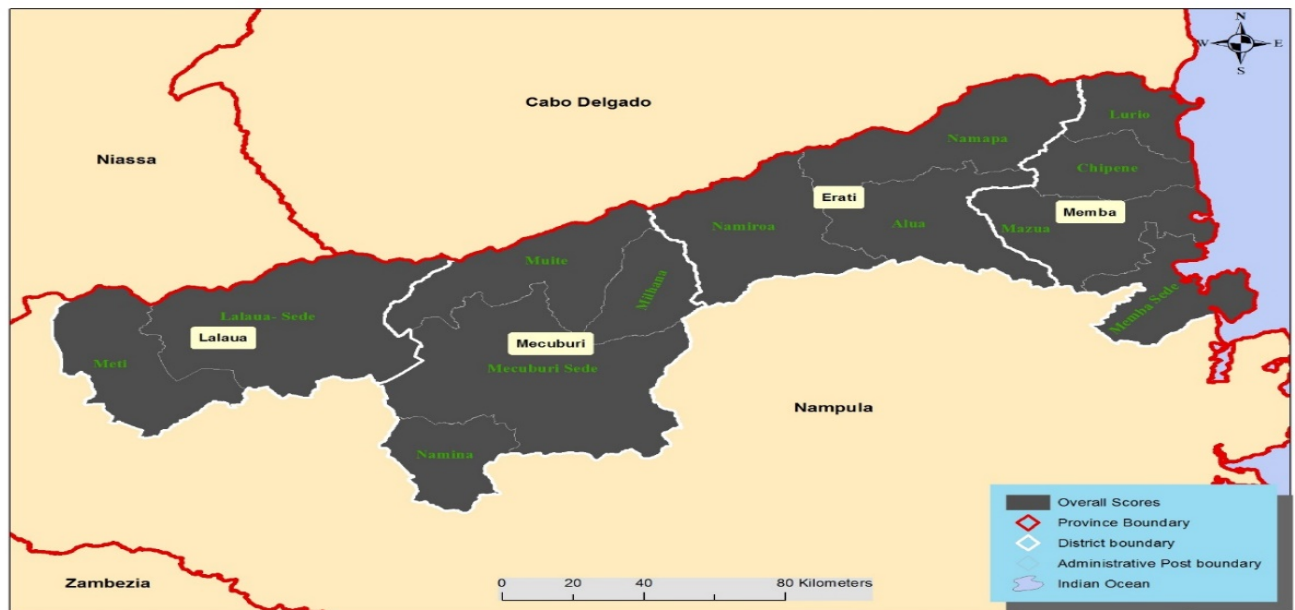 N
W E
S
Cabo Delgado
Niassa
Lurio
Namapa
Chipene
Erati
Memba
Namiroa
Alua
Mazua
Muite
Milhana
Memba Sede
Lalaua- Sede
Lalaua
Mecuburi
Meti
Mecuburi Sede
Nampula
Namina
Overall Scores
Province Boundary
District boundary
Administrative Post boundary
Indian Ocean
Zambezia
0 20 40 80 Kilometers